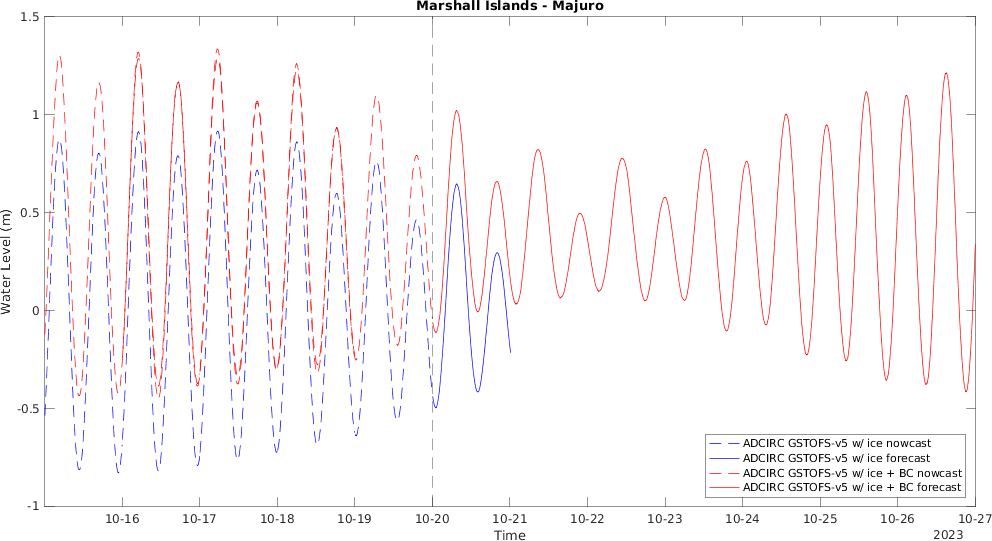 Marshall Islands - Majuro
1.5
1
0.5
0
-0.5
-1
Water Level (m)
ADCIRC GSTOFS-v5 w/ ice nowcast
ADCIRC GSTOFS-v5 w/ ice forecast
ADCIRC GSTOFS-v5 w/ ice + BC nowcast
ADCIRC GSTOFS-v5 w/ ice + BC forecast
10-16 10-17 10-18 10-19 10-20 10-21 10-22 10-23 10-24 10-25 10-26 10-27
Time
2023